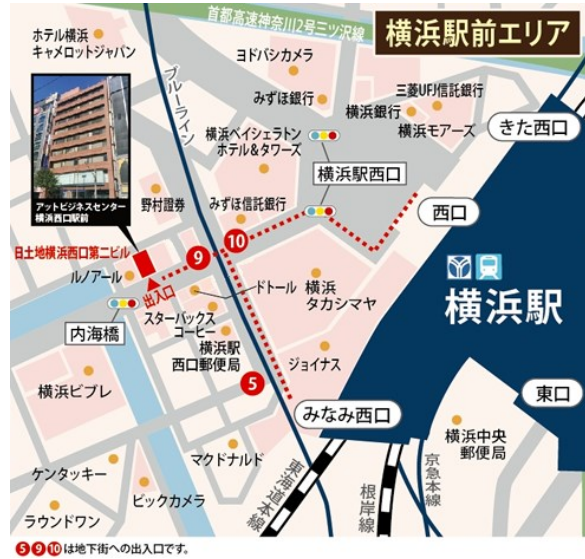 首都高速神奈川2号三ツ沢線
横浜駅前エリア
ホテル横浜
キャメロットジャパン
ヨドバシカメラ
ブルーライン
みずほ銀行
三菱UFJ信託銀行
横浜銀行
横浜モアーズ
きた西口
横浜ベイシェラトン
ホテル&タワーズ
横浜駅西口
アットビジネスセンター
横浜西口駅前
野村證券
みずほ信託銀行
西口
日土地横浜西口第二ビル
9
10
ルノアール
出入口
ドトール
横浜
タカシマヤ
横浜駅
内海橋
スターバックス
コーヒー
横浜駅
西口郵便局
ジョイナス
5
横浜ビブレ
みなみ西口
東口
横浜中央
郵便局
マクドナルド
ケンタッキー
ビックカメラ
ラウンドワン
東海道本線
根岸線
京急本線
5 9 10 は地下街への出入口です。